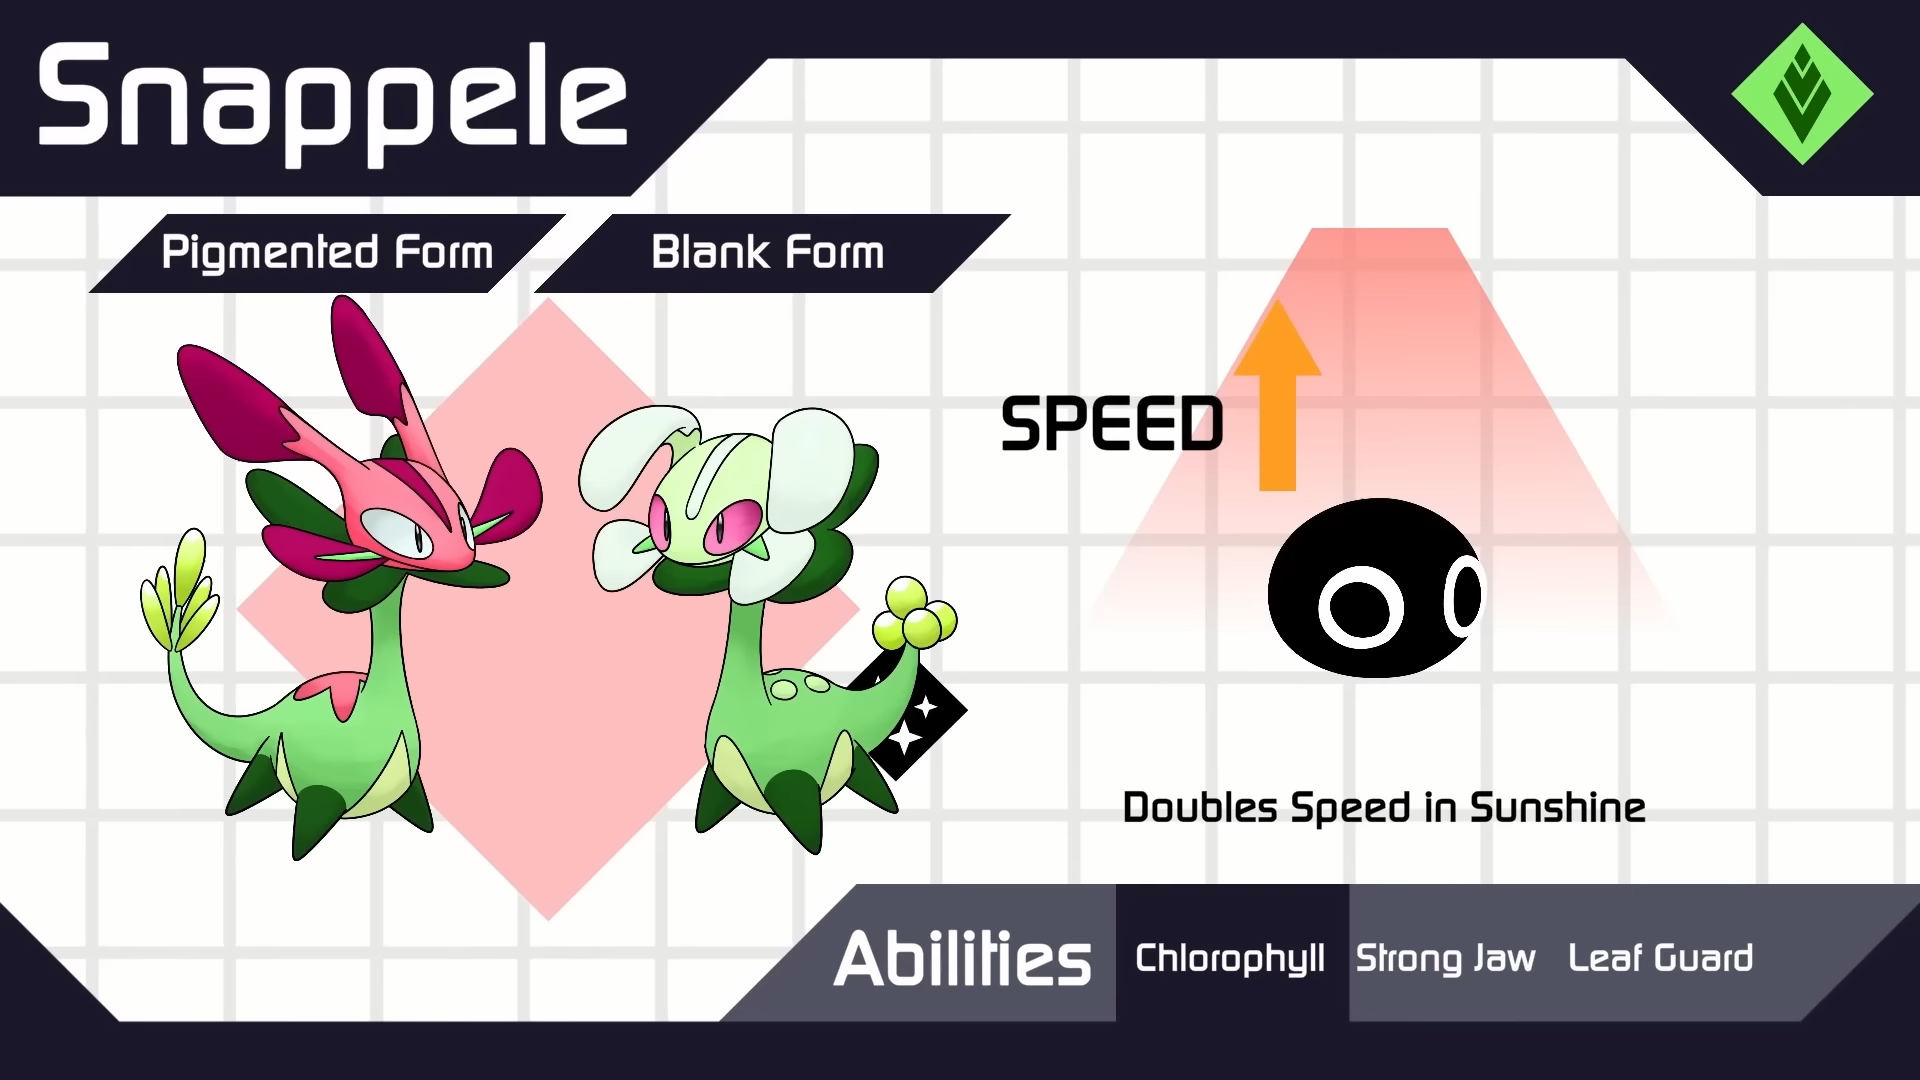 Snappele
Pigmented Form
Blank Form
SPEED
Doubles Speed in Sunshine
Abilities
Chlorophyll
Strong Jaw
Leaf Guard